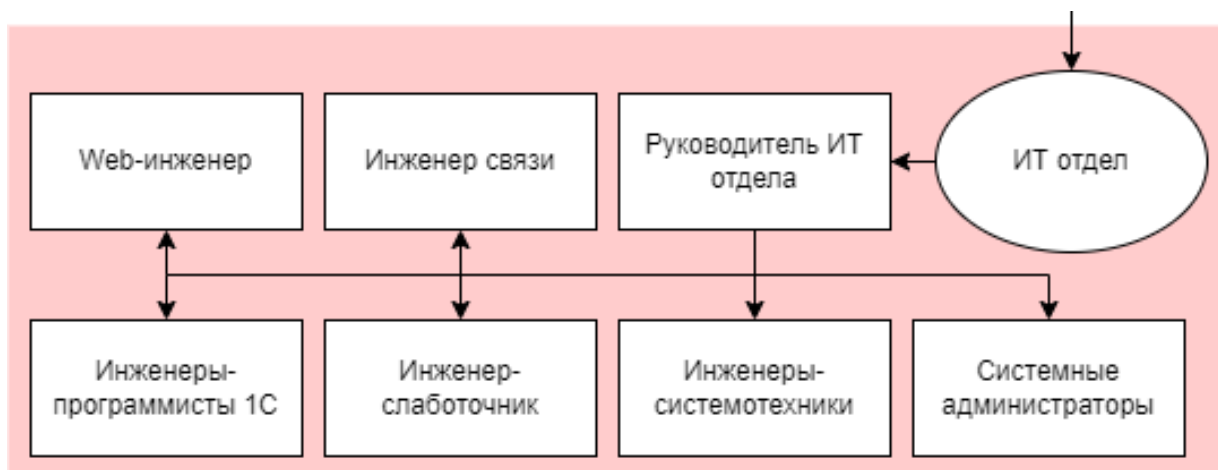 Web-инженер
Инженер связи
Руководитель ИТ
отдела
ИТ отдел
Инженеры-
программисты 1С
Инженер-
слаботочник
Инженеры-
системотехники
Системные
администраторы